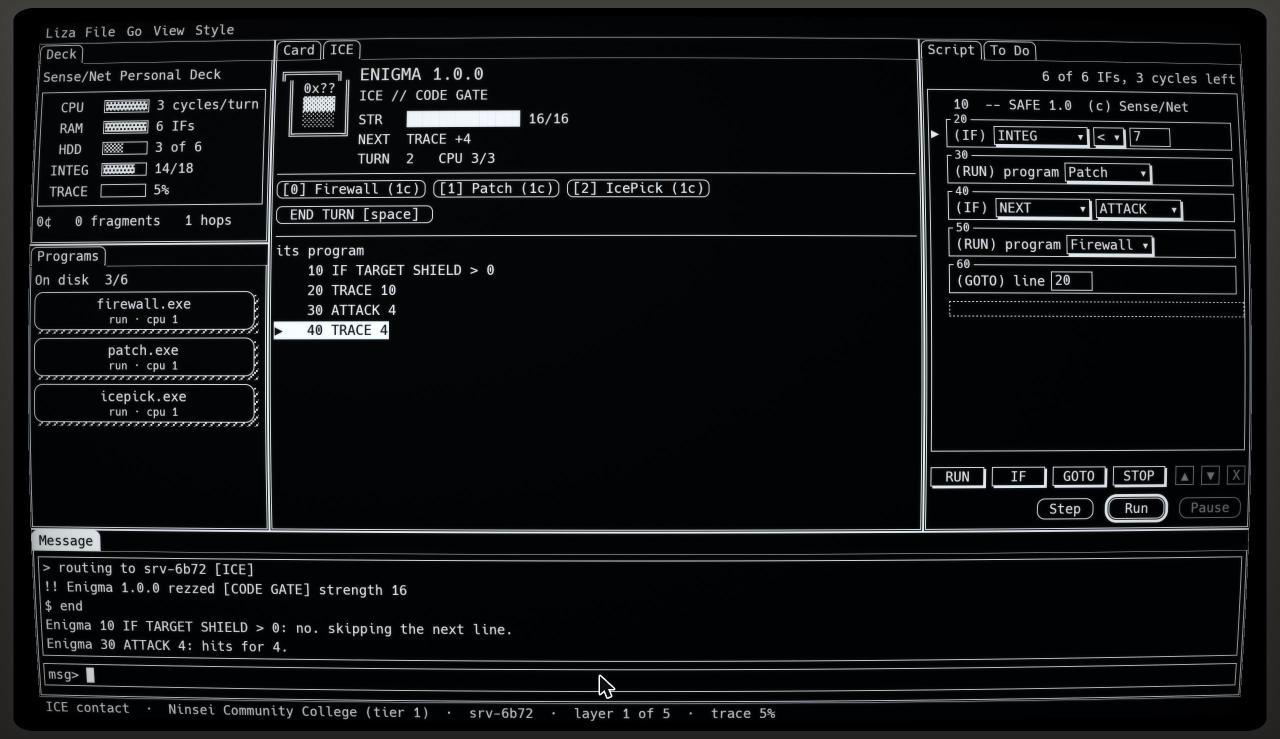 Liza File Go View Style
Deck
Sense/Net Personal Deck
CPU 3 cycles/turn
RAM 6 IFs
HDD 3 of 6
INTEG 14/18
TRACE 5%
0¢ 0 fragments 1 hops
Programs
On disk 3/6
firewall.exe
run · cpu 1
patch.exe
run · cpu 1
icepick.exe
run · cpu 1
Card ICE
0x??
ENIGMA 1.0.0
ICE // CODE GATE
STR 16/16
NEXT TRACE +4
TURN 2 CPU 3/3
[0] Firewall (1c) [1] Patch (1c) [2] IcePick (1c)
END TURN [space]
its program
10 IF TARGET SHIELD > 0
20 TRACE 10
30 ATTACK 4
▶ 40 TRACE 4
Script To Do
6 of 6 IFs, 3 cycles left
10 -- SAFE 1.0 (c) Sense/Net
20
▶ (IF) INTEG ▾ < ▾ 7
30
(RUN) program Patch ▾
40
(IF) NEXT ▾ ATTACK ▾
50
(RUN) program Firewall ▾
60
(GOTO) line 20
RUN IF GOTO STOP ▲ ▼ X
Step Run Pause
Message
> routing to srv-6b72 [ICE]
!! Enigma 1.0.0 rezzed [CODE GATE] strength 16
$ end
Enigma 10 IF TARGET SHIELD > 0: no. skipping the next line.
Enigma 30 ATTACK 4: hits for 4.
msg>
ICE contact · Ninsei Community College (tier 1) · srv-6b72 · layer 1 of 5 · trace 5%